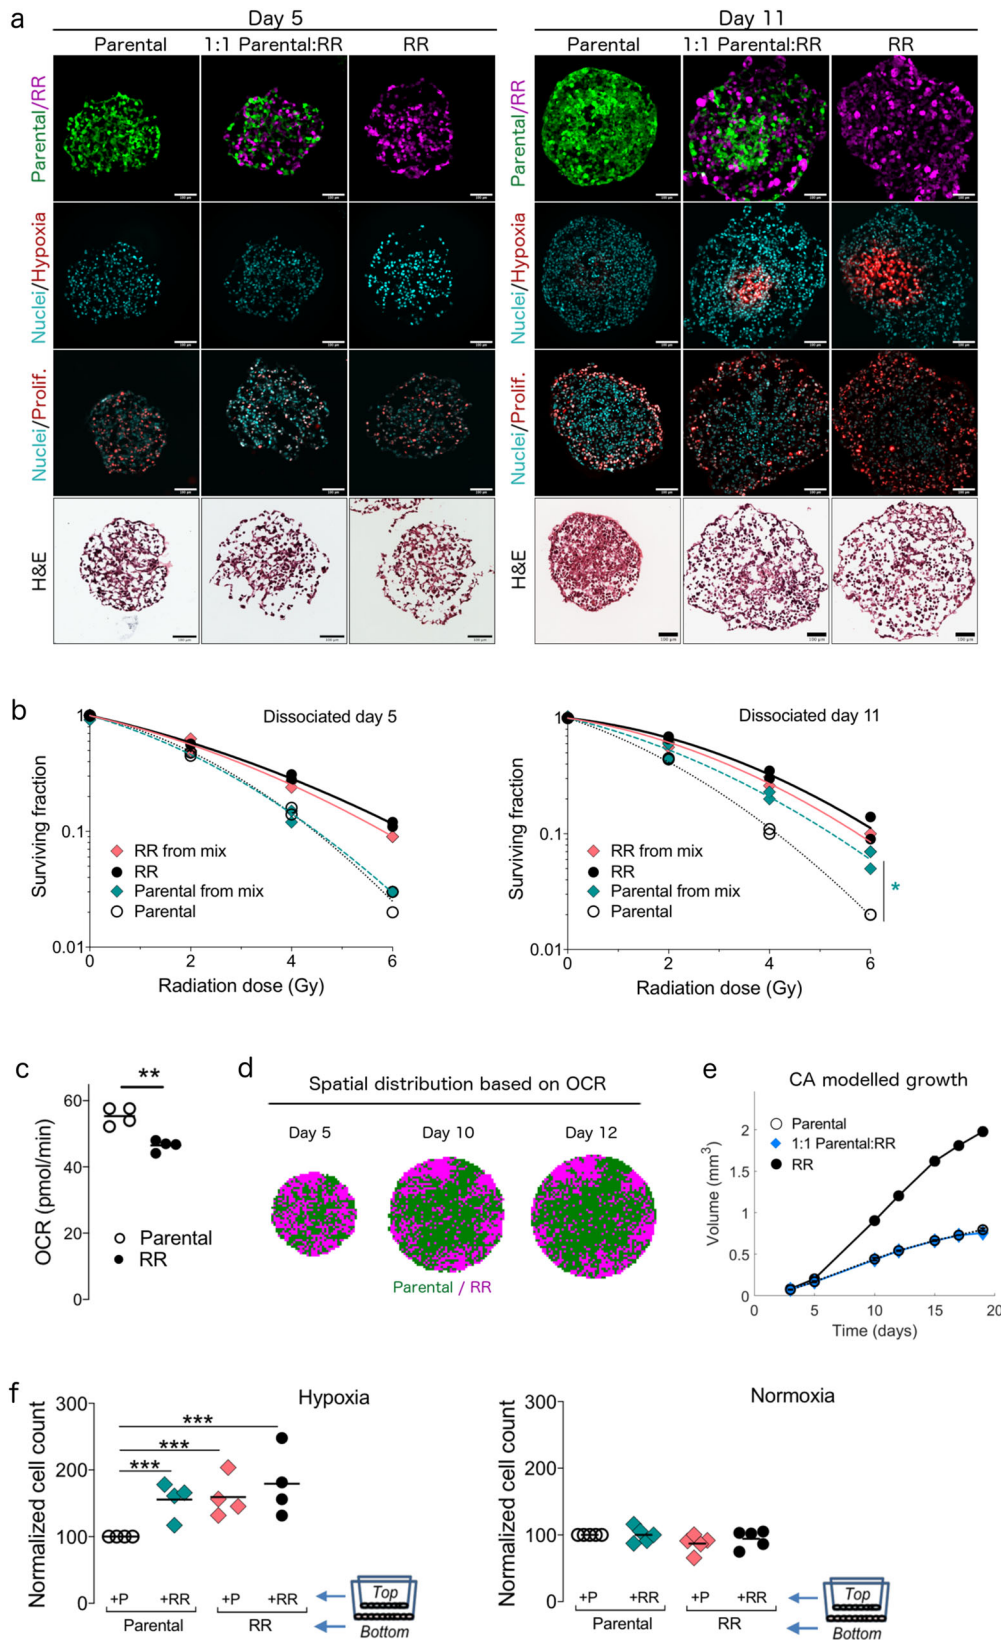 a
Day 5
Day 11
Parental
1:1 Parental:RR
RR
Parental
1:1 Parental:RR
RR
Parental/RR
Parental/RR
Nuclei/Hypoxia
Nuclei/Hypoxia
Nuclei/Prolif.
Nuclei/Prolif.
H&E
H&E
100 µm
b
Dissociated day 5
Surviving fraction
1
0.1
0.01
RR from mix
RR
Parental from mix
Parental
0 2 4 6
Radiation dose (Gy)
Dissociated day 11
Surviving fraction
1
0.1
0.01
RR from mix
RR
Parental from mix
Parental
*
0 2 4 6
Radiation dose (Gy)
c
**
OCR (pmol/min)
60
40
20
0
Parental
RR
d
Spatial distribution based on OCR
Day 5
Day 10
Day 12
Parental / RR
e
CA modelled growth
Volume (mm³)
2
1.5
1
0.5
0
Parental
1:1 Parental:RR
RR
0 5 10 15 20
Time (days)
f
Hypoxia
Normalized cell count
300
200
100
0
***
***
***
+P +RR +P +RR
Parental
RR
Top
Bottom
Normoxia
Normalized cell count
300
200
100
0
+P +RR +P +RR
Parental
RR
Top
Bottom